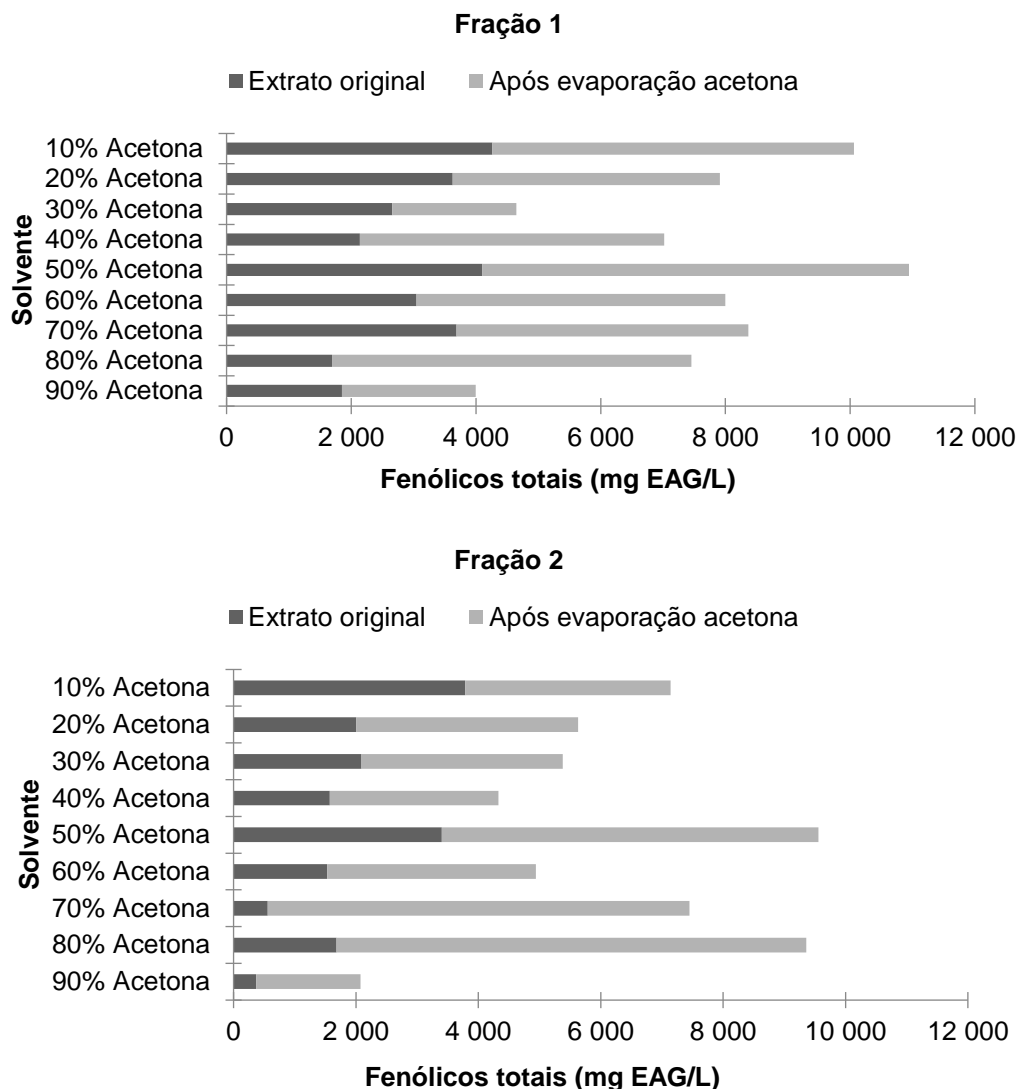 Fração 1
Extrato original Após evaporação acetona
Solvente
10% Acetona
20% Acetona
30% Acetona
40% Acetona
50% Acetona
60% Acetona
70% Acetona
80% Acetona
90% Acetona
0 2 000 4 000 6 000 8 000 10 000 12 000
Fenólicos totais (mg EAG/L)
Fração 2
Extrato original Após evaporação acetona
Solvente
10% Acetona
20% Acetona
30% Acetona
40% Acetona
50% Acetona
60% Acetona
70% Acetona
80% Acetona
90% Acetona
0 2 000 4 000 6 000 8 000 10 000 12 000
Fenólicos totais (mg EAG/L)